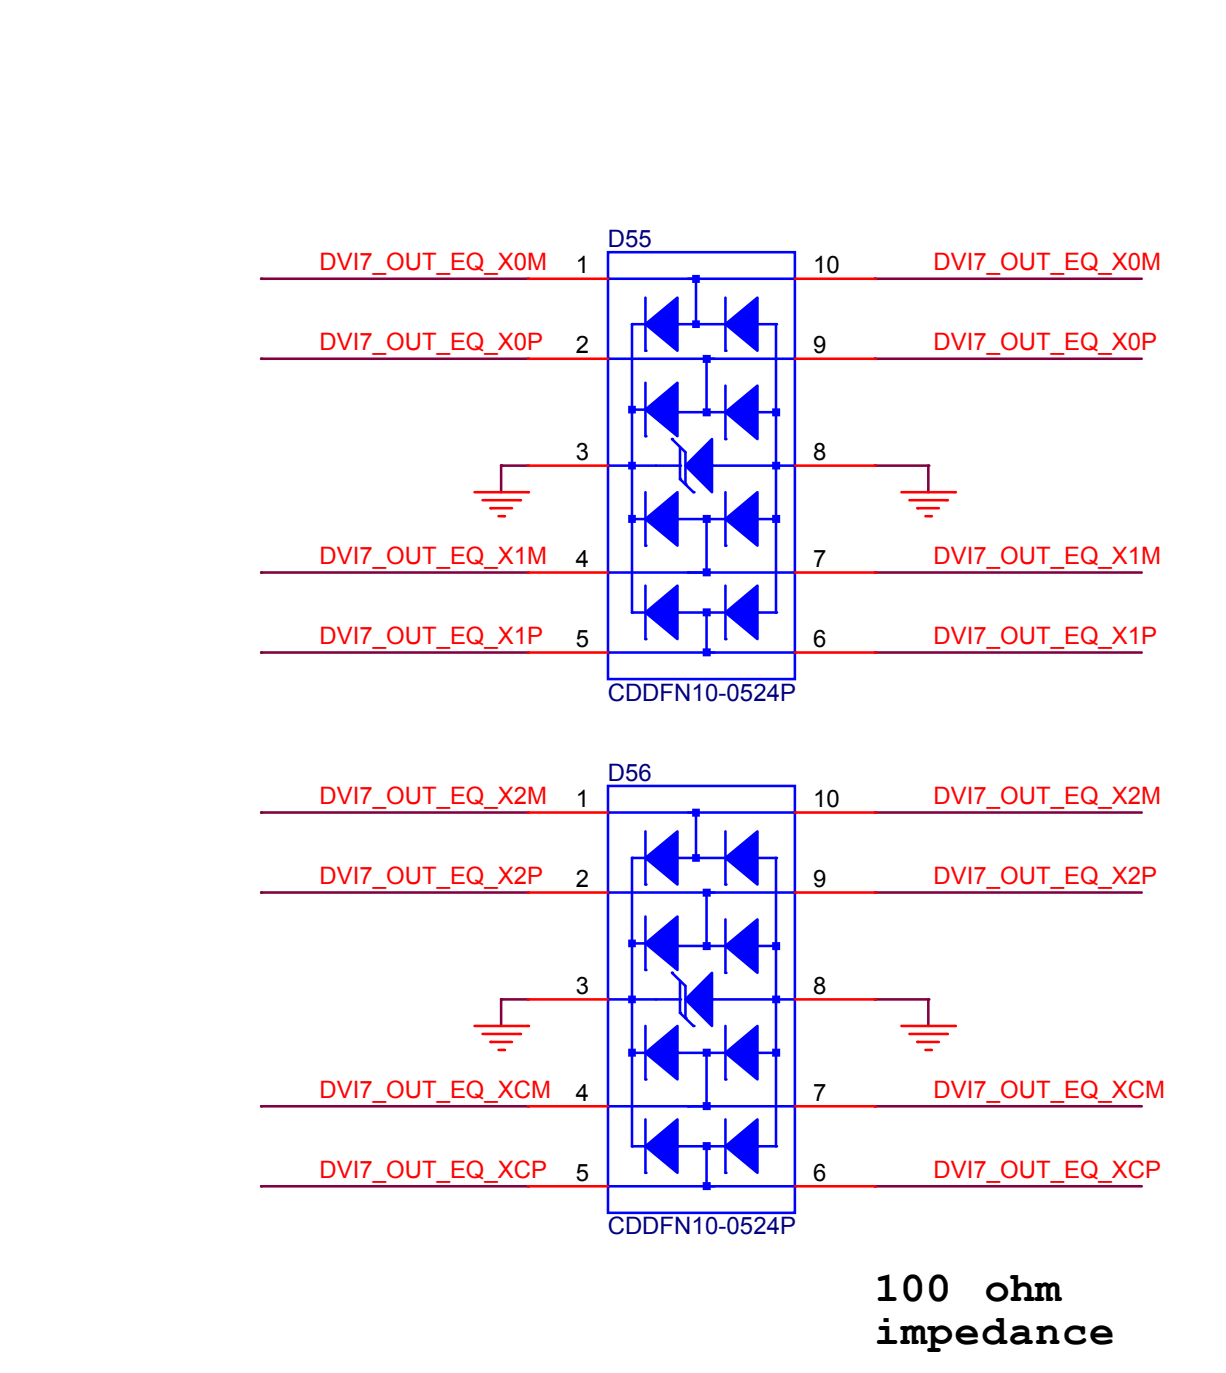 D55
DVI7_OUT_EQ_X0M 1 10 DVI7_OUT_EQ_X0M
DVI7_OUT_EQ_X0P 2 9 DVI7_OUT_EQ_X0P
3 8
DVI7_OUT_EQ_X1M 4 7 DVI7_OUT_EQ_X1M
DVI7_OUT_EQ_X1P 5 6 DVI7_OUT_EQ_X1P
CDDFN10-0524P
D56
DVI7_OUT_EQ_X2M 1 10 DVI7_OUT_EQ_X2M
DVI7_OUT_EQ_X2P 2 9 DVI7_OUT_EQ_X2P
3 8
DVI7_OUT_EQ_XCM 4 7 DVI7_OUT_EQ_XCM
DVI7_OUT_EQ_XCP 5 6 DVI7_OUT_EQ_XCP
CDDFN10-0524P
100 ohm
impedance